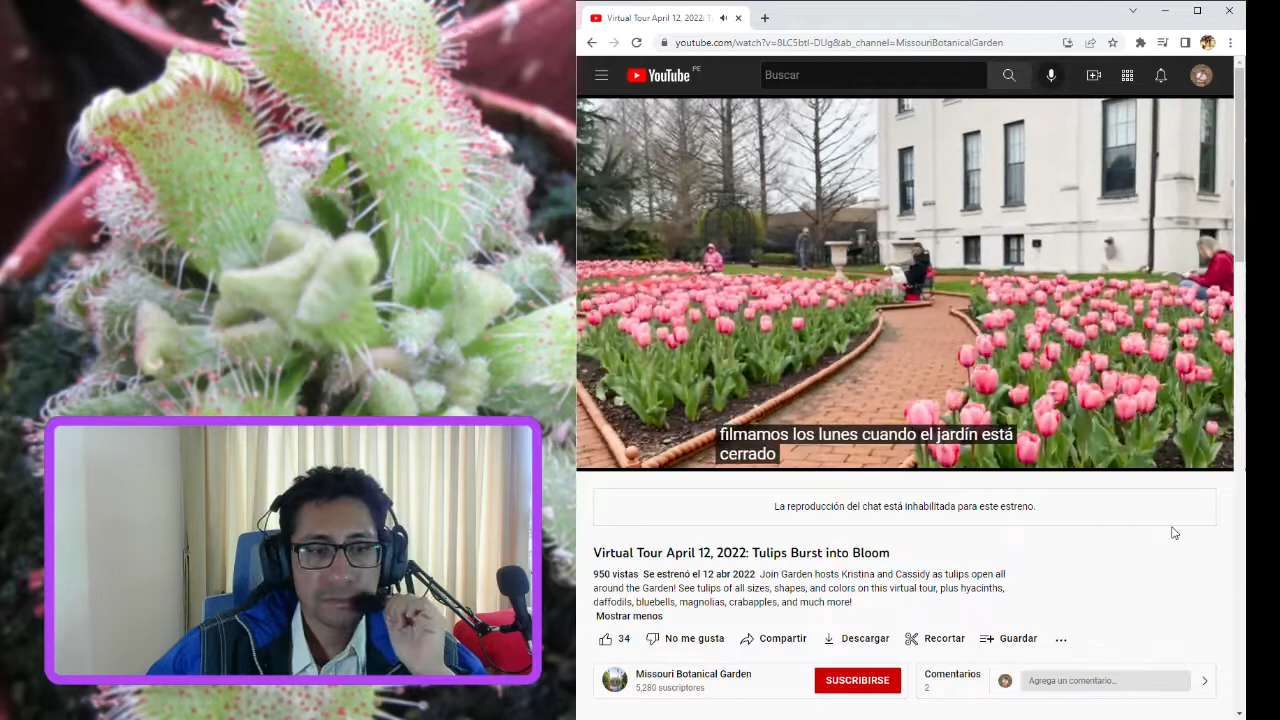 Virtual Tour April 12, 2022: T
youtube.com/watch?v=8LC5btI-DUg&ab_channel=MissouriBotanicalGarden
YouTube PE
Buscar
filmamos los lunes cuando el jardín está
cerrado
La reproducción del chat está inhabilitada para este estreno.
Virtual Tour April 12, 2022: Tulips Burst into Bloom
950 vistas Se estrenó el 12 abr 2022 Join Garden hosts Kristina and Cassidy as tulips open all
around the Garden! See tulips of all sizes, shapes, and colors on this virtual tour, plus hyacinths,
daffodils, bluebells, magnolias, crabapples, and much more!
Mostrar menos
34 No me gusta Compartir Descargar Recortar Guardar
Missouri Botanical Garden
5,280 suscriptores
SUSCRIBIRSE
Comentarios
2
Agrega un comentario...